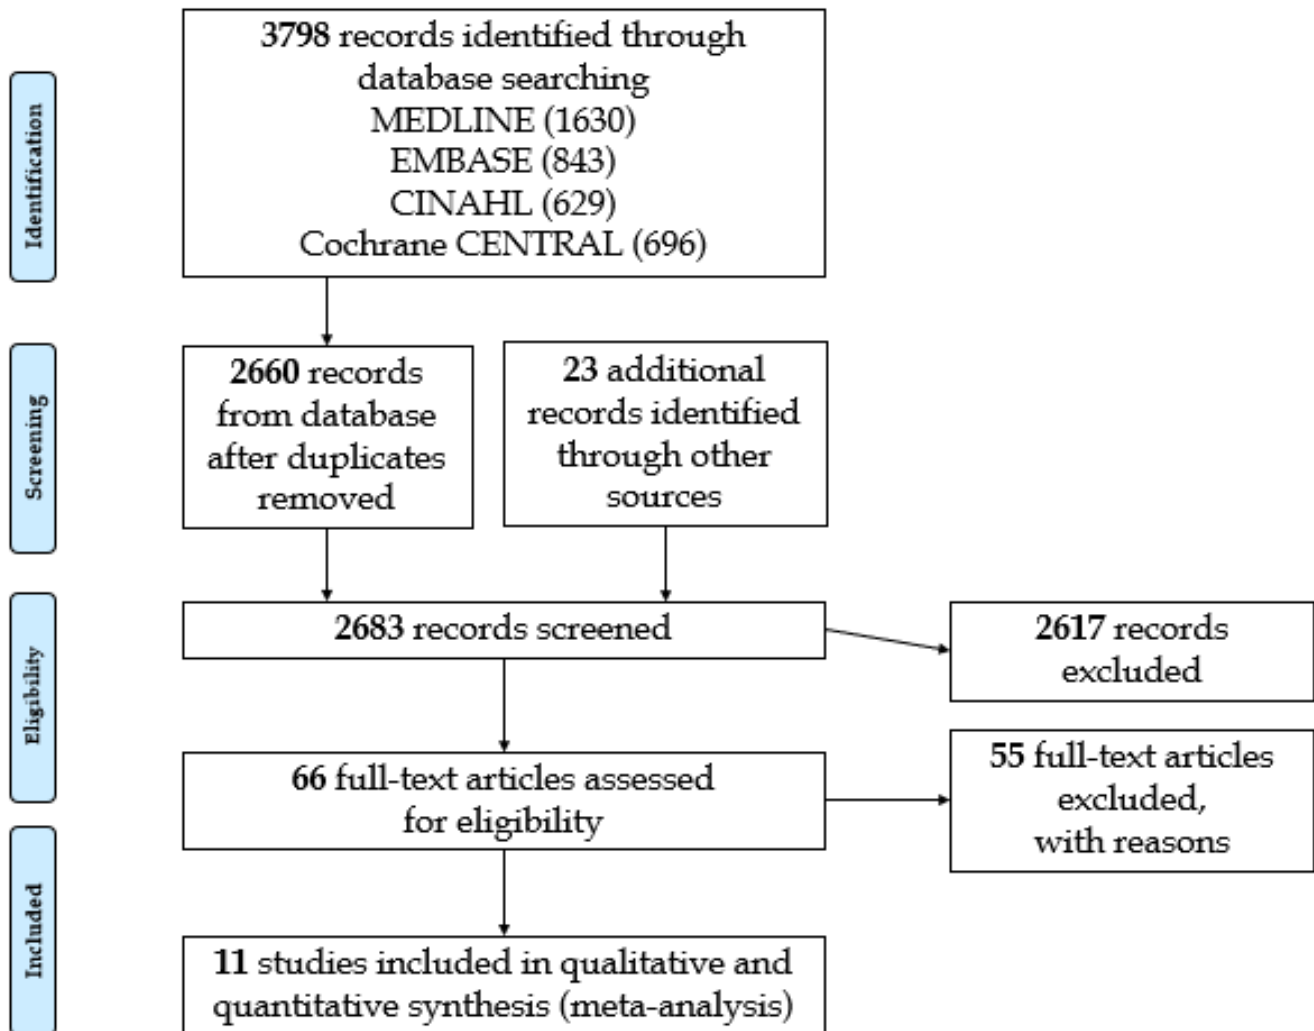 Identification
3798 records identified through
database searching
MEDLINE (1630)
EMBASE (843)
CINAHL (629)
Cochrane CENTRAL (696)
Screening
2660 records
from database
after duplicates
removed
23 additional
records identified
through other
sources
Eligibility
2683 records screened
2617 records
excluded
66 full-text articles assessed
for eligibility
55 full-text articles
excluded,
with reasons
Included
11 studies included in qualitative and
quantitative synthesis (meta-analysis)